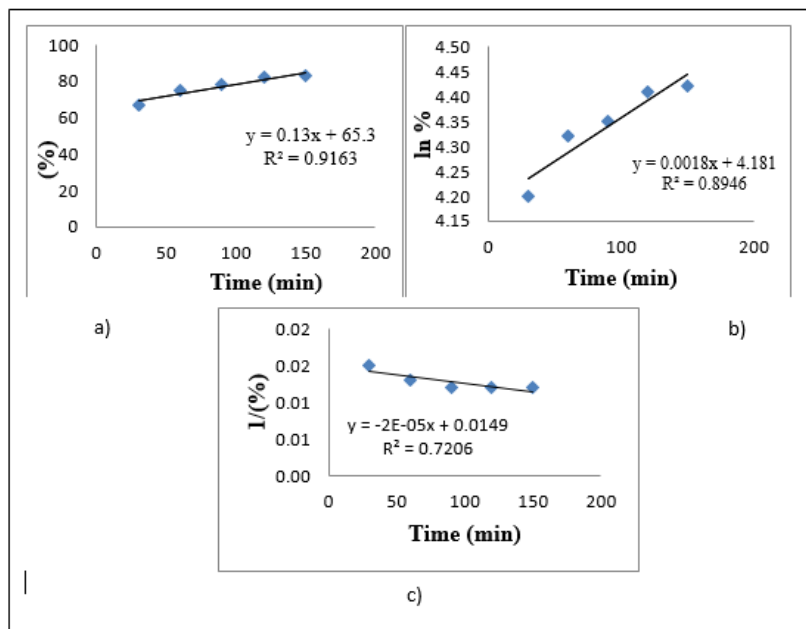 100
80
60
40
20
0
(%)
y = 0.13x + 65.3
R² = 0.9163
0 50 100 150 200
Time (min)
a)
4.50
4.45
4.40
4.35
4.30
4.25
4.20
4.15
ln %
y = 0.0018x + 4.181
R² = 0.8946
0 100 200
Time (min)
b)
0.02
0.02
0.01
0.01
0.00
1/(%)
y = -2E-05x + 0.0149
R² = 0.7206
0 50 100 150 200
Time (min)
c)